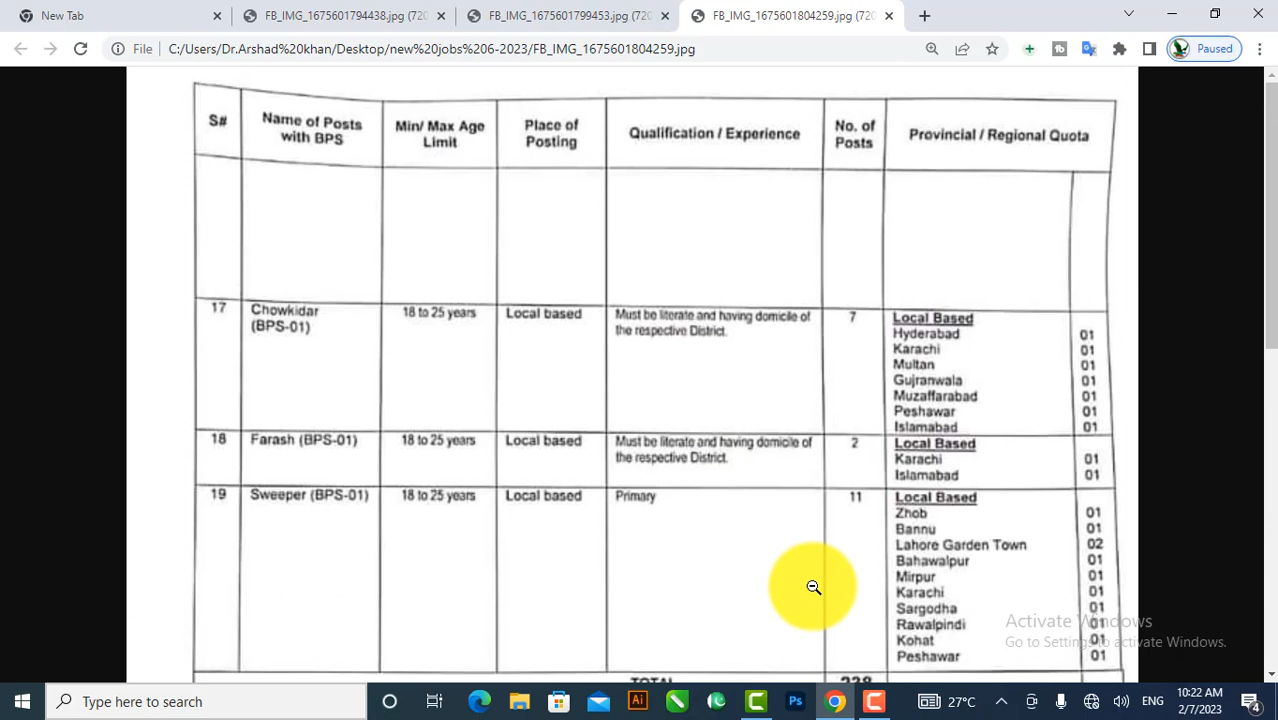 New Tab
FB_IMG_1675601794438.jpg (720
FB_IMG_1675601799453.jpg (720
FB_IMG_1675601804259.jpg (720
File C:/Users/Dr.Arshad%20khan/Desktop/new%20jobs%206-2023/FB_IMG_1675601804259.jpg
Paused
S# Name of Posts with BPS Min/ Max Age Limit Place of Posting Qualification / Experience No. of Posts Provincial / Regional Quota
17 Chowkidar (BPS-01) 18 to 25 years Local based Must be literate and having domicile of the respective District. 7 Local Based
Hyderabad 01
Karachi 01
Multan 01
Gujranwala 01
Muzaffarabad 01
Peshawar 01
Islamabad 01
18 Farash (BPS-01) 18 to 25 years Local based Must be literate and having domicile of the respective District. 2 Local Based
Karachi 01
Islamabad 01
19 Sweeper (BPS-01) 18 to 25 years Local based Primary 11 Local Based
Zhob 01
Bannu 01
Lahore Garden Town 02
Bahawalpur 01
Mirpur 01
Karachi 01
Sargodha 01
Rawalpindi 01
Kohat 01
Peshawar 01
TOTAL 238
Activate Windows
Go to Settings to activate Windows.
Type here to search
Ai
Ps
27°C
ENG
10:22 AM
2/7/2023
4